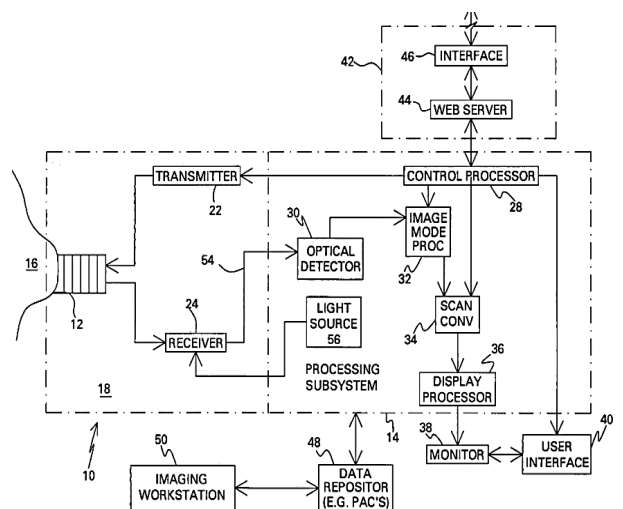 42
46
INTERFACE
44
WEB SERVER
TRANSMITTER
22
CONTROL PROCESSOR
28
16
12
54
30
OPTICAL
DETECTOR
IMAGE
MODE
PROC
32
24
RECEIVER
LIGHT
SOURCE
56
SCAN
CONV
34
PROCESSING
SUBSYSTEM
36
DISPLAY
PROCESSOR
18
14
10
38
MONITOR
USER
INTERFACE
40
50
IMAGING
WORKSTATION
48
DATA
REPOSITOR
(E.G. PAC'S)